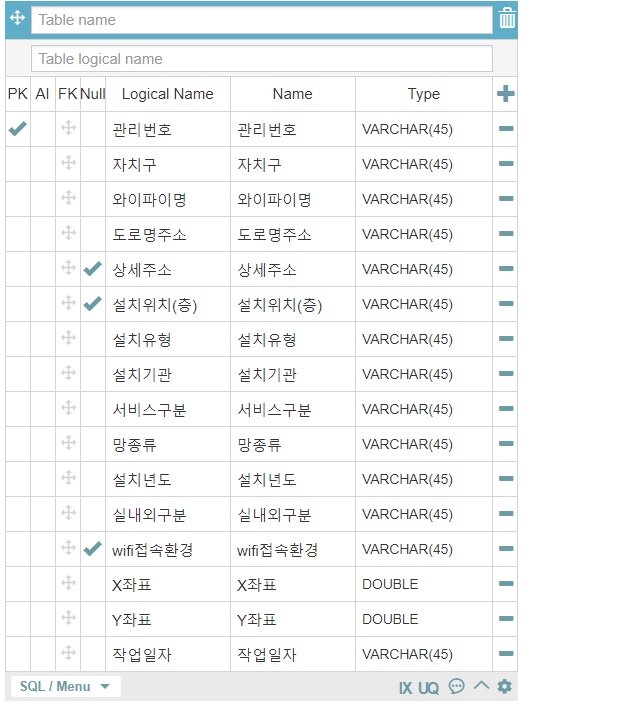 Table name
Table logical name
PK AI FK Null Logical Name Name Type
관리번호 관리번호 VARCHAR(45)
자치구 자치구 VARCHAR(45)
와이파이명 와이파이명 VARCHAR(45)
도로명주소 도로명주소 VARCHAR(45)
상세주소 상세주소 VARCHAR(45)
설치위치(층) 설치위치(층) VARCHAR(45)
설치유형 설치유형 VARCHAR(45)
설치기관 설치기관 VARCHAR(45)
서비스구분 서비스구분 VARCHAR(45)
망종류 망종류 VARCHAR(45)
설치년도 설치년도 VARCHAR(45)
실내외구분 실내외구분 VARCHAR(45)
wifi접속환경 wifi접속환경 VARCHAR(45)
X좌표 X좌표 DOUBLE
Y좌표 Y좌표 DOUBLE
작업일자 작업일자 VARCHAR(45)
SQL / Menu IX UQ